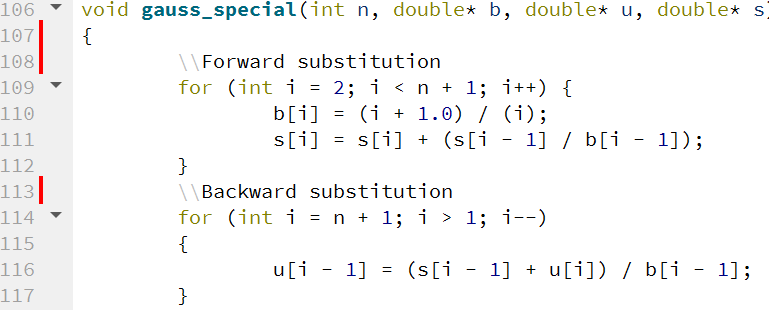 106 void gauss_special(int n, double* b, double* u, double* s)
107 {
108 \\Forward substitution
109 for (int i = 2; i < n + 1; i++) {
110 b[i] = (i + 1.0) / (i);
111 s[i] = s[i] + (s[i - 1] / b[i - 1]);
112 }
113 \\Backward substitution
114 for (int i = n + 1; i > 1; i--)
115 {
116 u[i - 1] = (s[i - 1] + u[i]) / b[i - 1];
117 }